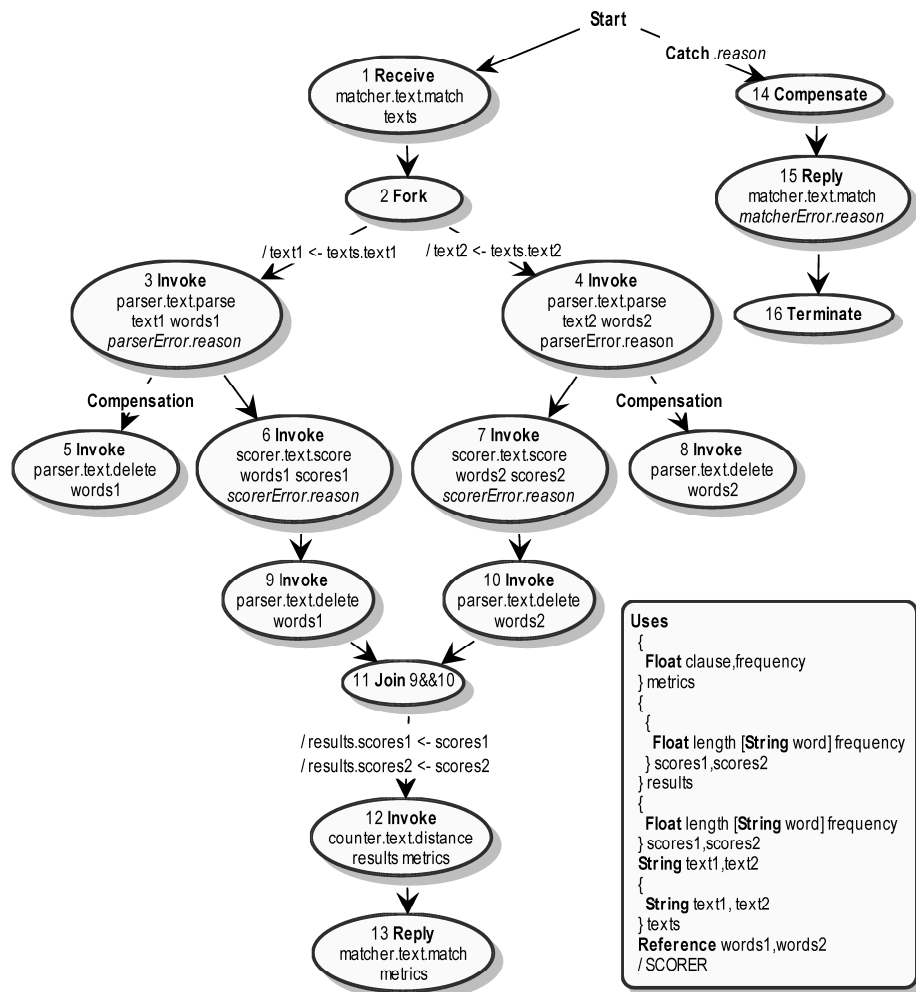 Start
Catch .reason
1 Receive
matcher.text.match
texts
14 Compensate
15 Reply
matcher.text.match
matcherError.reason
2 Fork
/ text1 <- texts.text1
/ text2 <- texts.text2
3 Invoke
parser.text.parse
text1 words1
parserError.reason
4 Invoke
parser.text.parse
text2 words2
parserError.reason
16 Terminate
Compensation
Compensation
5 Invoke
parser.text.delete
words1
6 Invoke
scorer.text.score
words1 scores1
scorerError.reason
7 Invoke
scorer.text.score
words2 scores2
scorerError.reason
8 Invoke
parser.text.delete
words2
9 Invoke
parser.text.delete
words1
10 Invoke
parser.text.delete
words2
11 Join 9&&10
/ results.scores1 <- scores1
/ results.scores2 <- scores2
12 Invoke
counter.text.distance
results metrics
13 Reply
matcher.text.match
metrics
Uses
{
Float clause,frequency
} metrics
{
{
Float length [String word] frequency
} scores1,scores2
} results
{
Float length [String word] frequency
} scores1,scores2
String text1,text2
{
String text1, text2
} texts
Reference words1,words2
/ SCORER